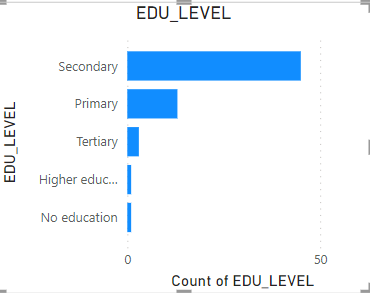 EDU_LEVEL
Secondary
Primary
Tertiary
Higher educ...
No education
EDU_LEVEL
0
50
Count of EDU_LEVEL